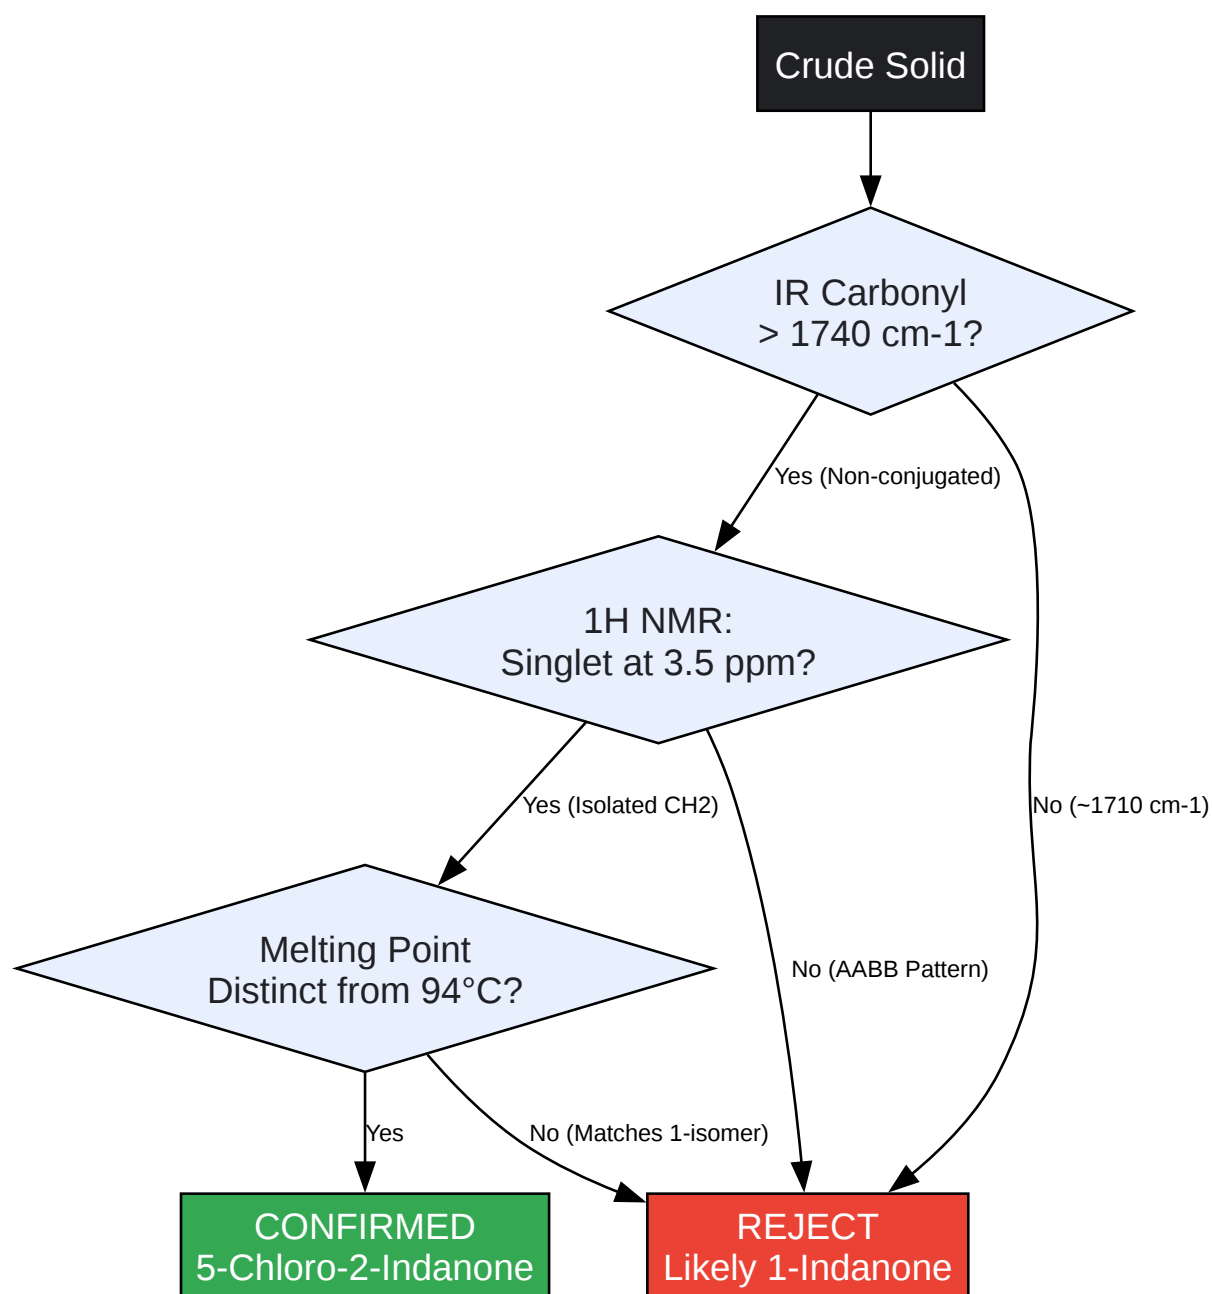 Crude Solid
IR Carbonyl
> 1740 cm-1?
Yes (Non-conjugated)
1H NMR:
Singlet at 3.5 ppm?
Yes (Isolated CH2)
No (~1710 cm-1)
Melting Point
Distinct from 94°C?
No (AABB Pattern)
Yes
No (Matches 1-isomer)
CONFIRMED
5-Chloro-2-Indanone
REJECT
Likely 1-Indanone